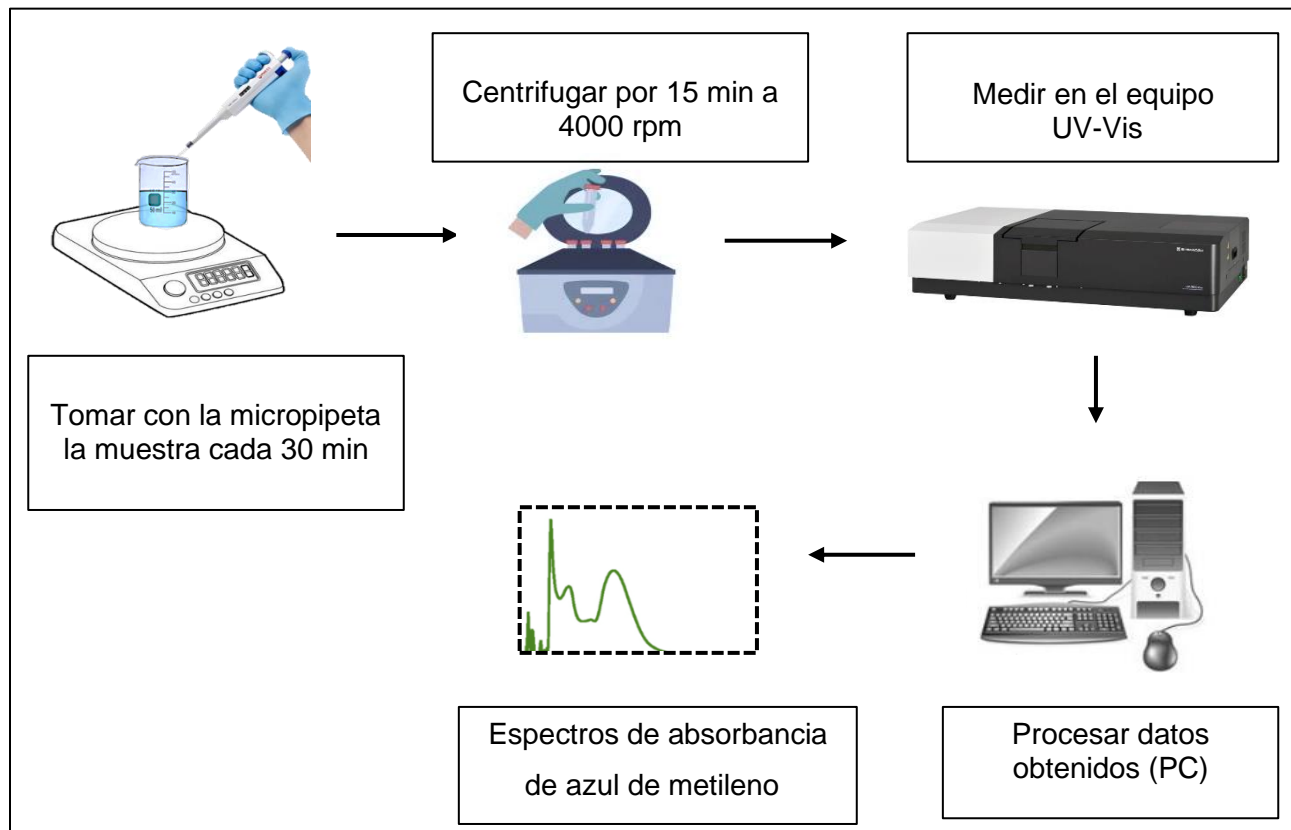 Tomar con la micropipeta
la muestra cada 30 min
Centrifugar por 15 min a
4000 rpm
Medir en el equipo
UV-Vis
Procesar datos
obtenidos (PC)
Espectros de absorbancia
de azul de metileno